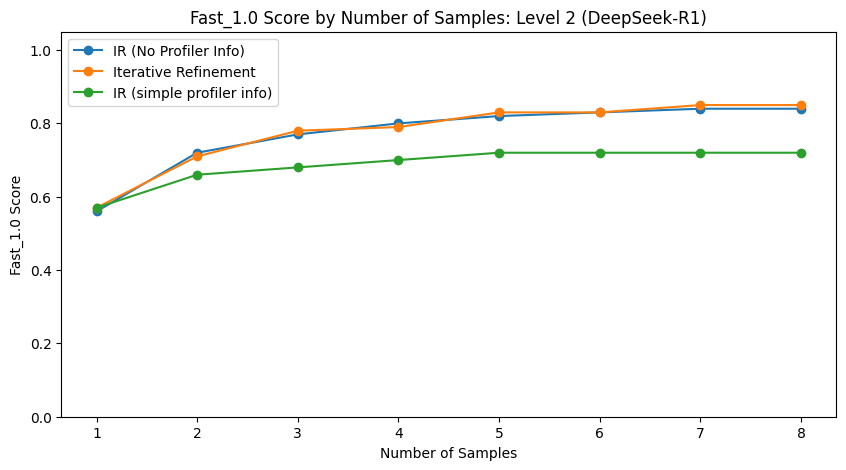 Fast_1.0 Score by Number of Samples: Level 2 (DeepSeek-R1)
IR (No Profiler Info)
Iterative Refinement
IR (simple profiler info)
Fast_1.0 Score
1.0
0.8
0.6
0.4
0.2
0.0
1 2 3 4 5 6 7 8
Number of Samples